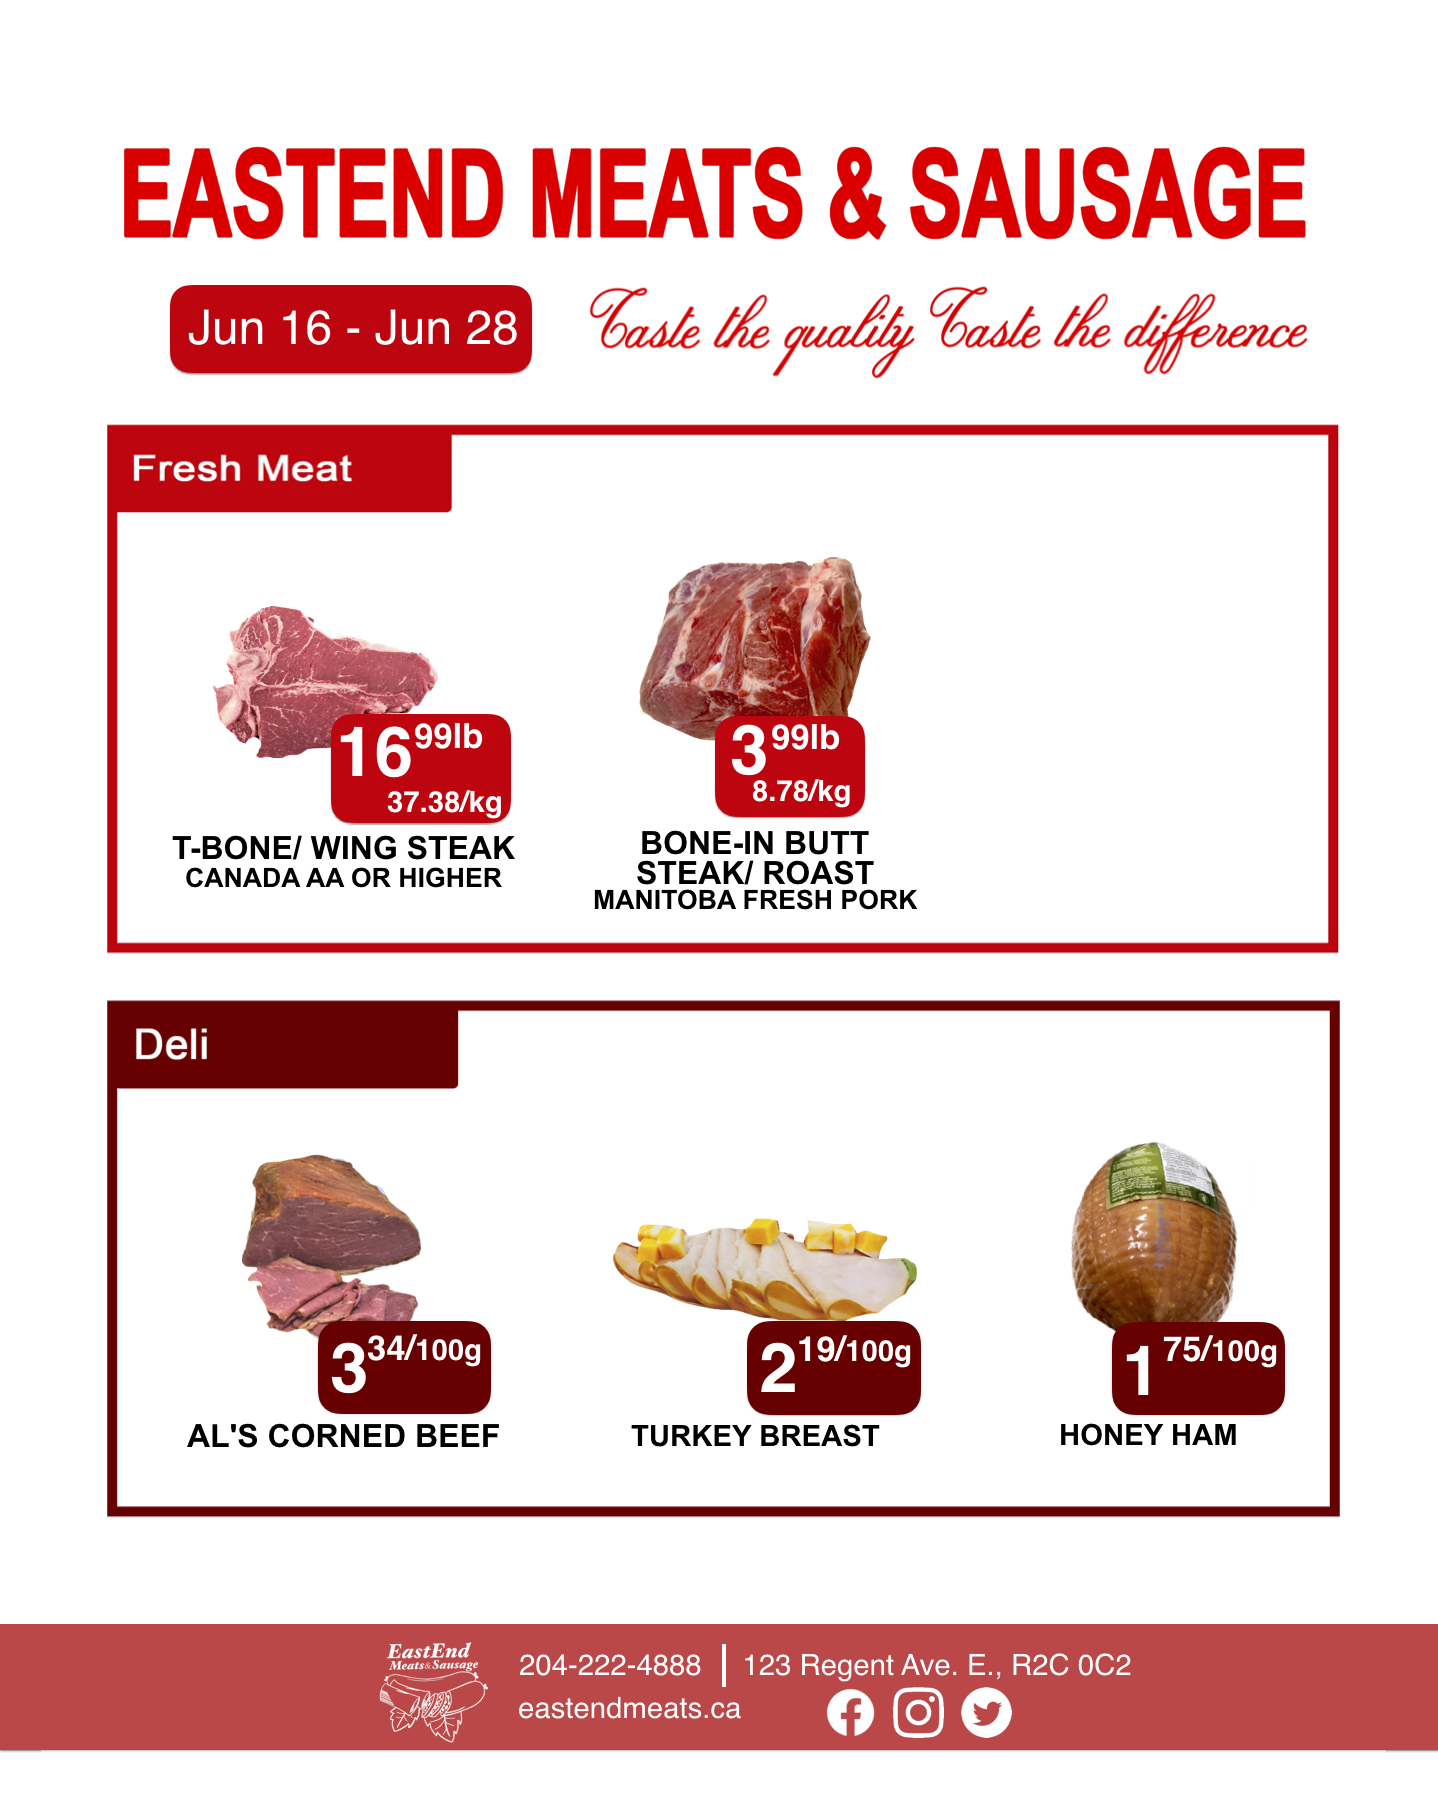 EASTEND MEATS & SAUSAGE
Jun 16 - Jun 28
Taste the quality Taste the difference
Fresh Meat
16 99lb
37.38/kg
T-BONE/ WING STEAK
CANADA AA OR HIGHER
3 99lb
8.78/kg
BONE-IN BUTT
STEAK/ ROAST
MANITOBA FRESH PORK
Deli
3 34/100g
AL'S CORNED BEEF
2 19/100g
TURKEY BREAST
1 75/100g
HONEY HAM
EastEnd
Meats&Sausage
204-222-4888 | 123 Regent Ave. E., R2C 0C2
eastendmeats.ca